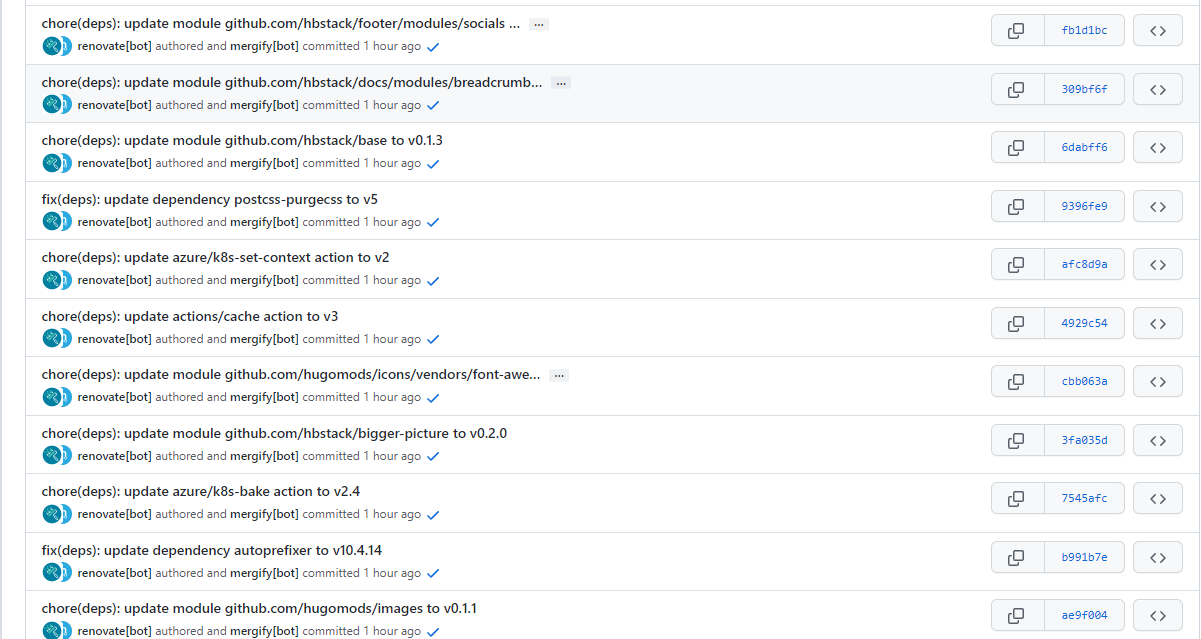 chore(deps): update module github.com/hbstack/footer/modules/socials ... ...
renovate[bot] authored and mergify[bot] committed 1 hour ago
fb1d1bc
chore(deps): update module github.com/hbstack/docs/modules/breadcrumb... ...
renovate[bot] authored and mergify[bot] committed 1 hour ago
309bf6f
chore(deps): update module github.com/hbstack/base to v0.1.3
renovate[bot] authored and mergify[bot] committed 1 hour ago
6dabff6
fix(deps): update dependency postcss-purgecss to v5
renovate[bot] authored and mergify[bot] committed 1 hour ago
9396fe9
chore(deps): update azure/k8s-set-context action to v2
renovate[bot] authored and mergify[bot] committed 1 hour ago
afc8d9a
chore(deps): update actions/cache action to v3
renovate[bot] authored and mergify[bot] committed 1 hour ago
4929c54
chore(deps): update module github.com/hugomods/icons/vendors/font-awe... ...
renovate[bot] authored and mergify[bot] committed 1 hour ago
cbb063a
chore(deps): update module github.com/hbstack/bigger-picture to v0.2.0
renovate[bot] authored and mergify[bot] committed 1 hour ago
3fa035d
chore(deps): update azure/k8s-bake action to v2.4
renovate[bot] authored and mergify[bot] committed 1 hour ago
7545afc
fix(deps): update dependency autoprefixer to v10.4.14
renovate[bot] authored and mergify[bot] committed 1 hour ago
b991b7e
chore(deps): update module github.com/hugomods/images to v0.1.1
renovate[bot] authored and mergify[bot] committed 1 hour ago
ae9f004